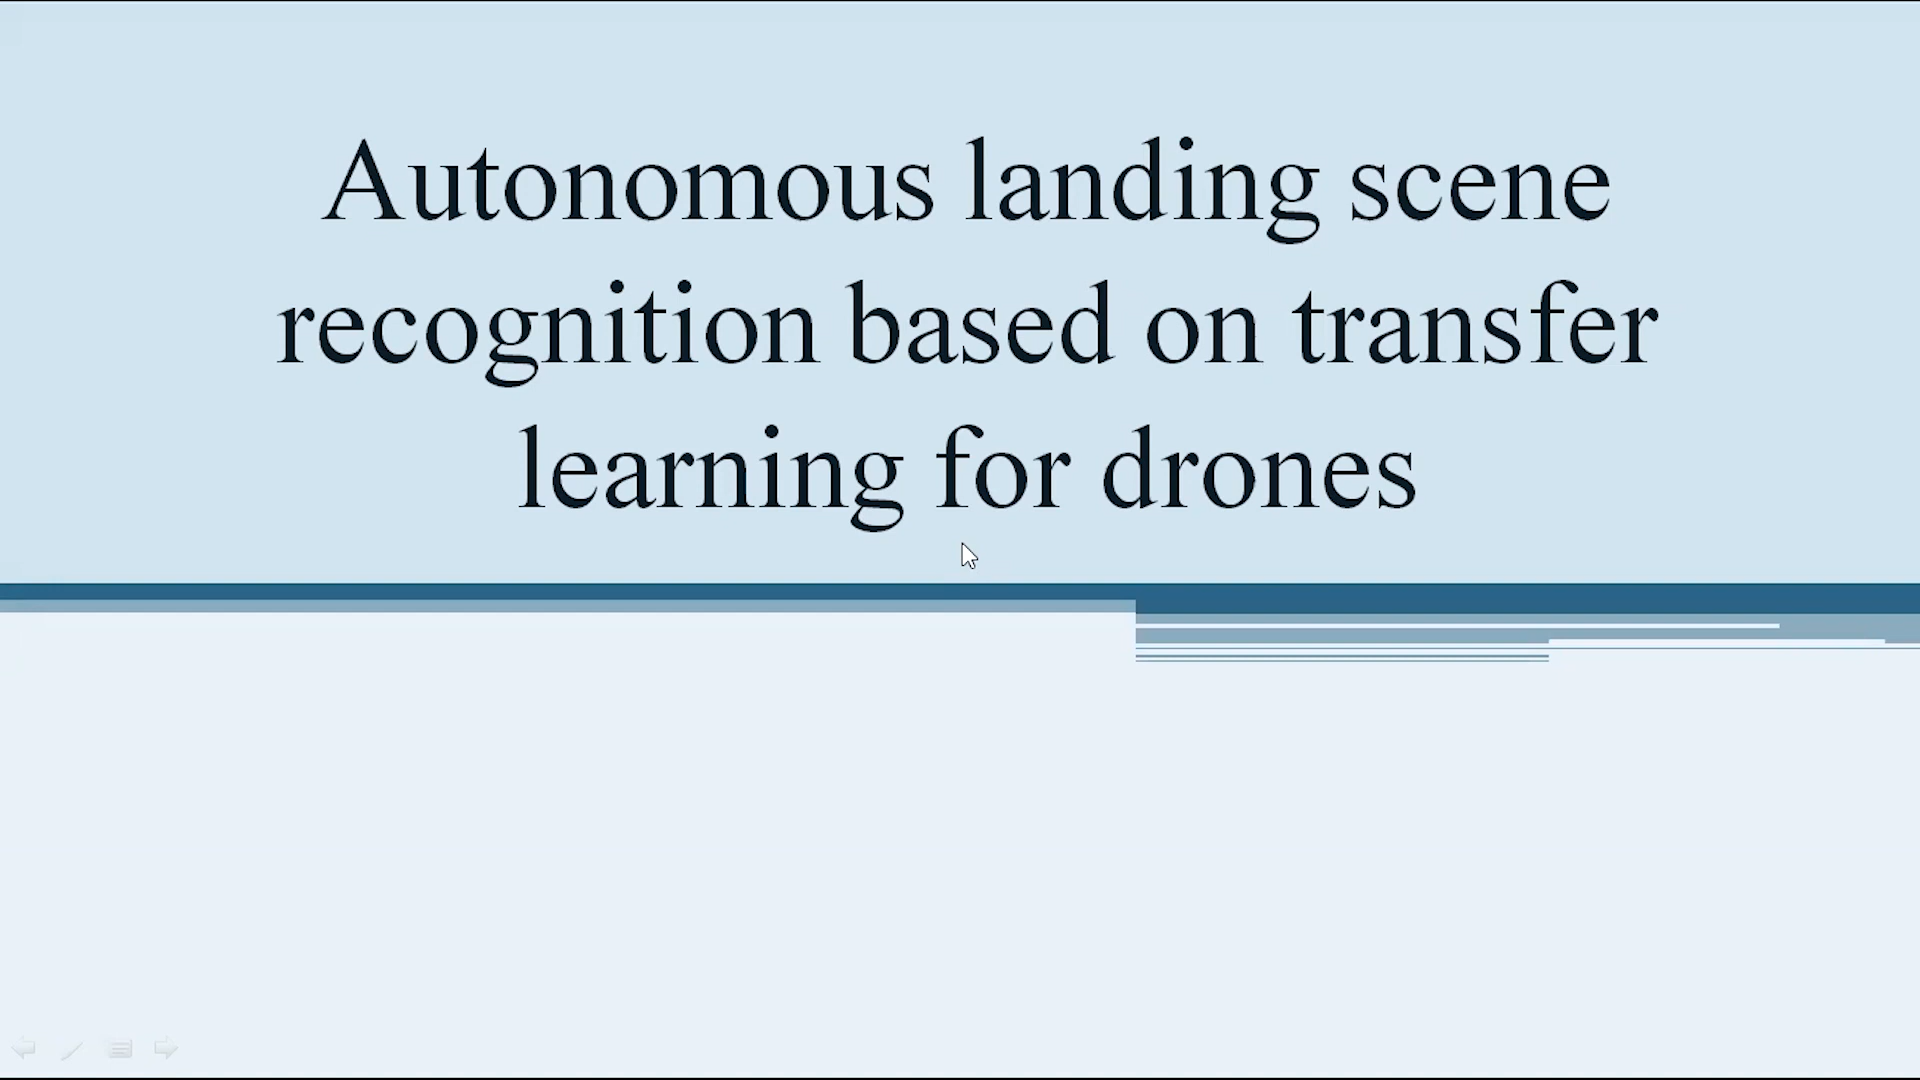 Autonomous landing scene
recognition based on transfer
learning for drones